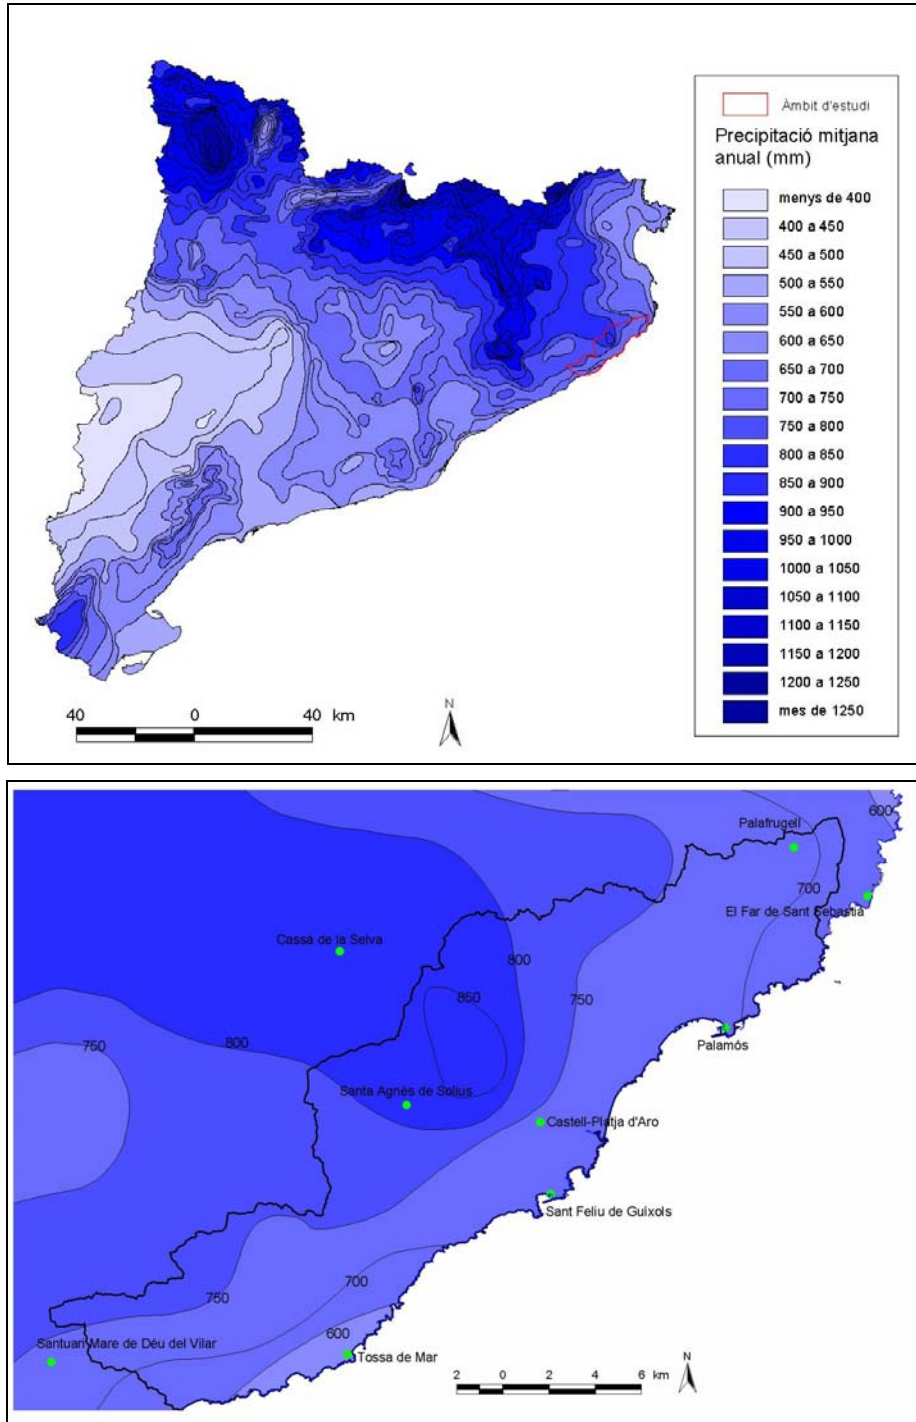 Àmbit d'estudi
Precipitació mitjana
anual (mm)
menys de 400
400 a 450
450 a 500
500 a 550
550 a 600
600 a 650
650 a 700
700 a 750
750 a 800
800 a 850
850 a 900
900 a 950
950 a 1000
1000 a 1050
1050 a 1100
1100 a 1150
1150 a 1200
1200 a 1250
mes de 1250
40 0 40 km
N
600
Palafrugell
700
El Far de Sant Sebastià
Cassà de la Selva
800
850
750
750
800
Palamós
Santa Agnès de Solius
Castell-Platja d'Aro
Sant Feliu de Guíxols
700
750
600
Santuari Mare de Déu del Vilar
Tossa de Mar
N
2 0 2 4 6 km